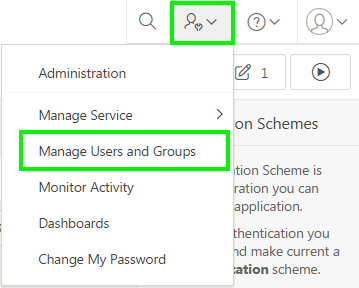 1
Administration
Manage Service
Manage Users and Groups
Monitor Activity
Dashboards
Change My Password
on Schemes
ation Scheme is
ration you can
application.
thentication you
nd make current a
cation scheme.